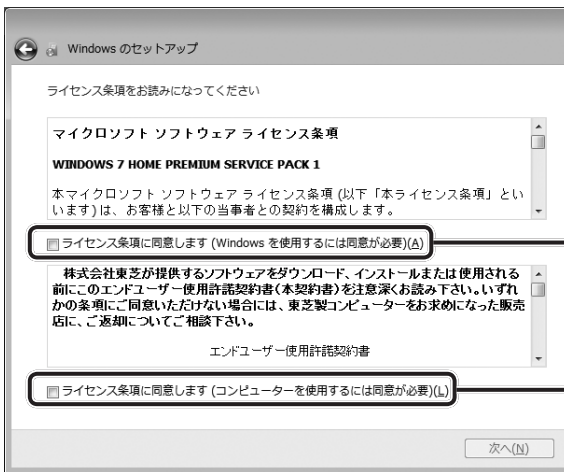 Windows のセットアップ
ライセンス条項をお読みになってください
マイクロソフト ソフトウェア ライセンス条項
WINDOWS 7 HOME PREMIUM SERVICE PACK 1
本マイクロソフト ソフトウェア ライセンス条項 (以下「本ライセンス条項」とい
います) は、お客様と以下の当事者との契約を構成します。
ライセンス条項に同意します (Windows を使用するには同意が必要)(A)
株式会社東芝が提供するソフトウェアをダウンロード、インストールまたは使用される
前にこのエンドユーザー使用許諾契約書(本契約書)を注意深くお読み下さい。いずれ
かの条項にご同意いただけない場合には、東芝製コンピューターをお求めになった販売
店に、ご返却についてご相談下さい。
エンドユーザー使用許諾契約書
ライセンス条項に同意します (コンピューターを使用するには同意が必要)(L)
次へ(N)